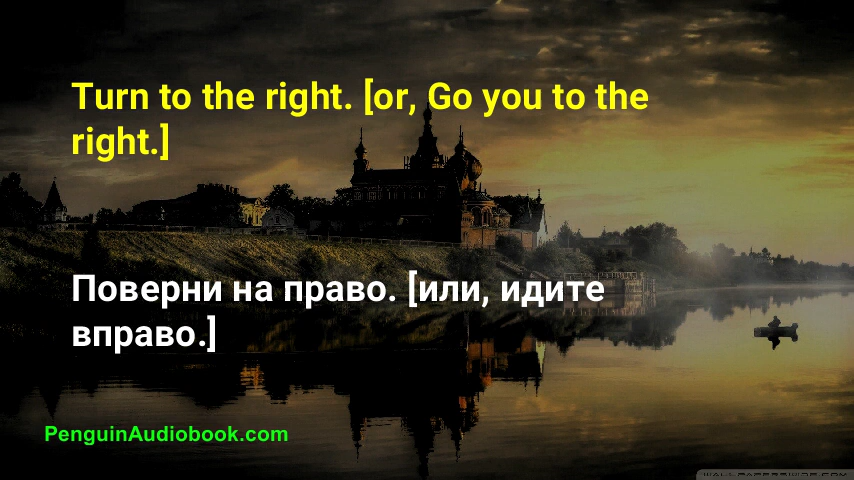 Turn to the right. [or, Go you to the
right.]
Поверни на право. [или, идите
вправо.]
PenguinAudiobook.com